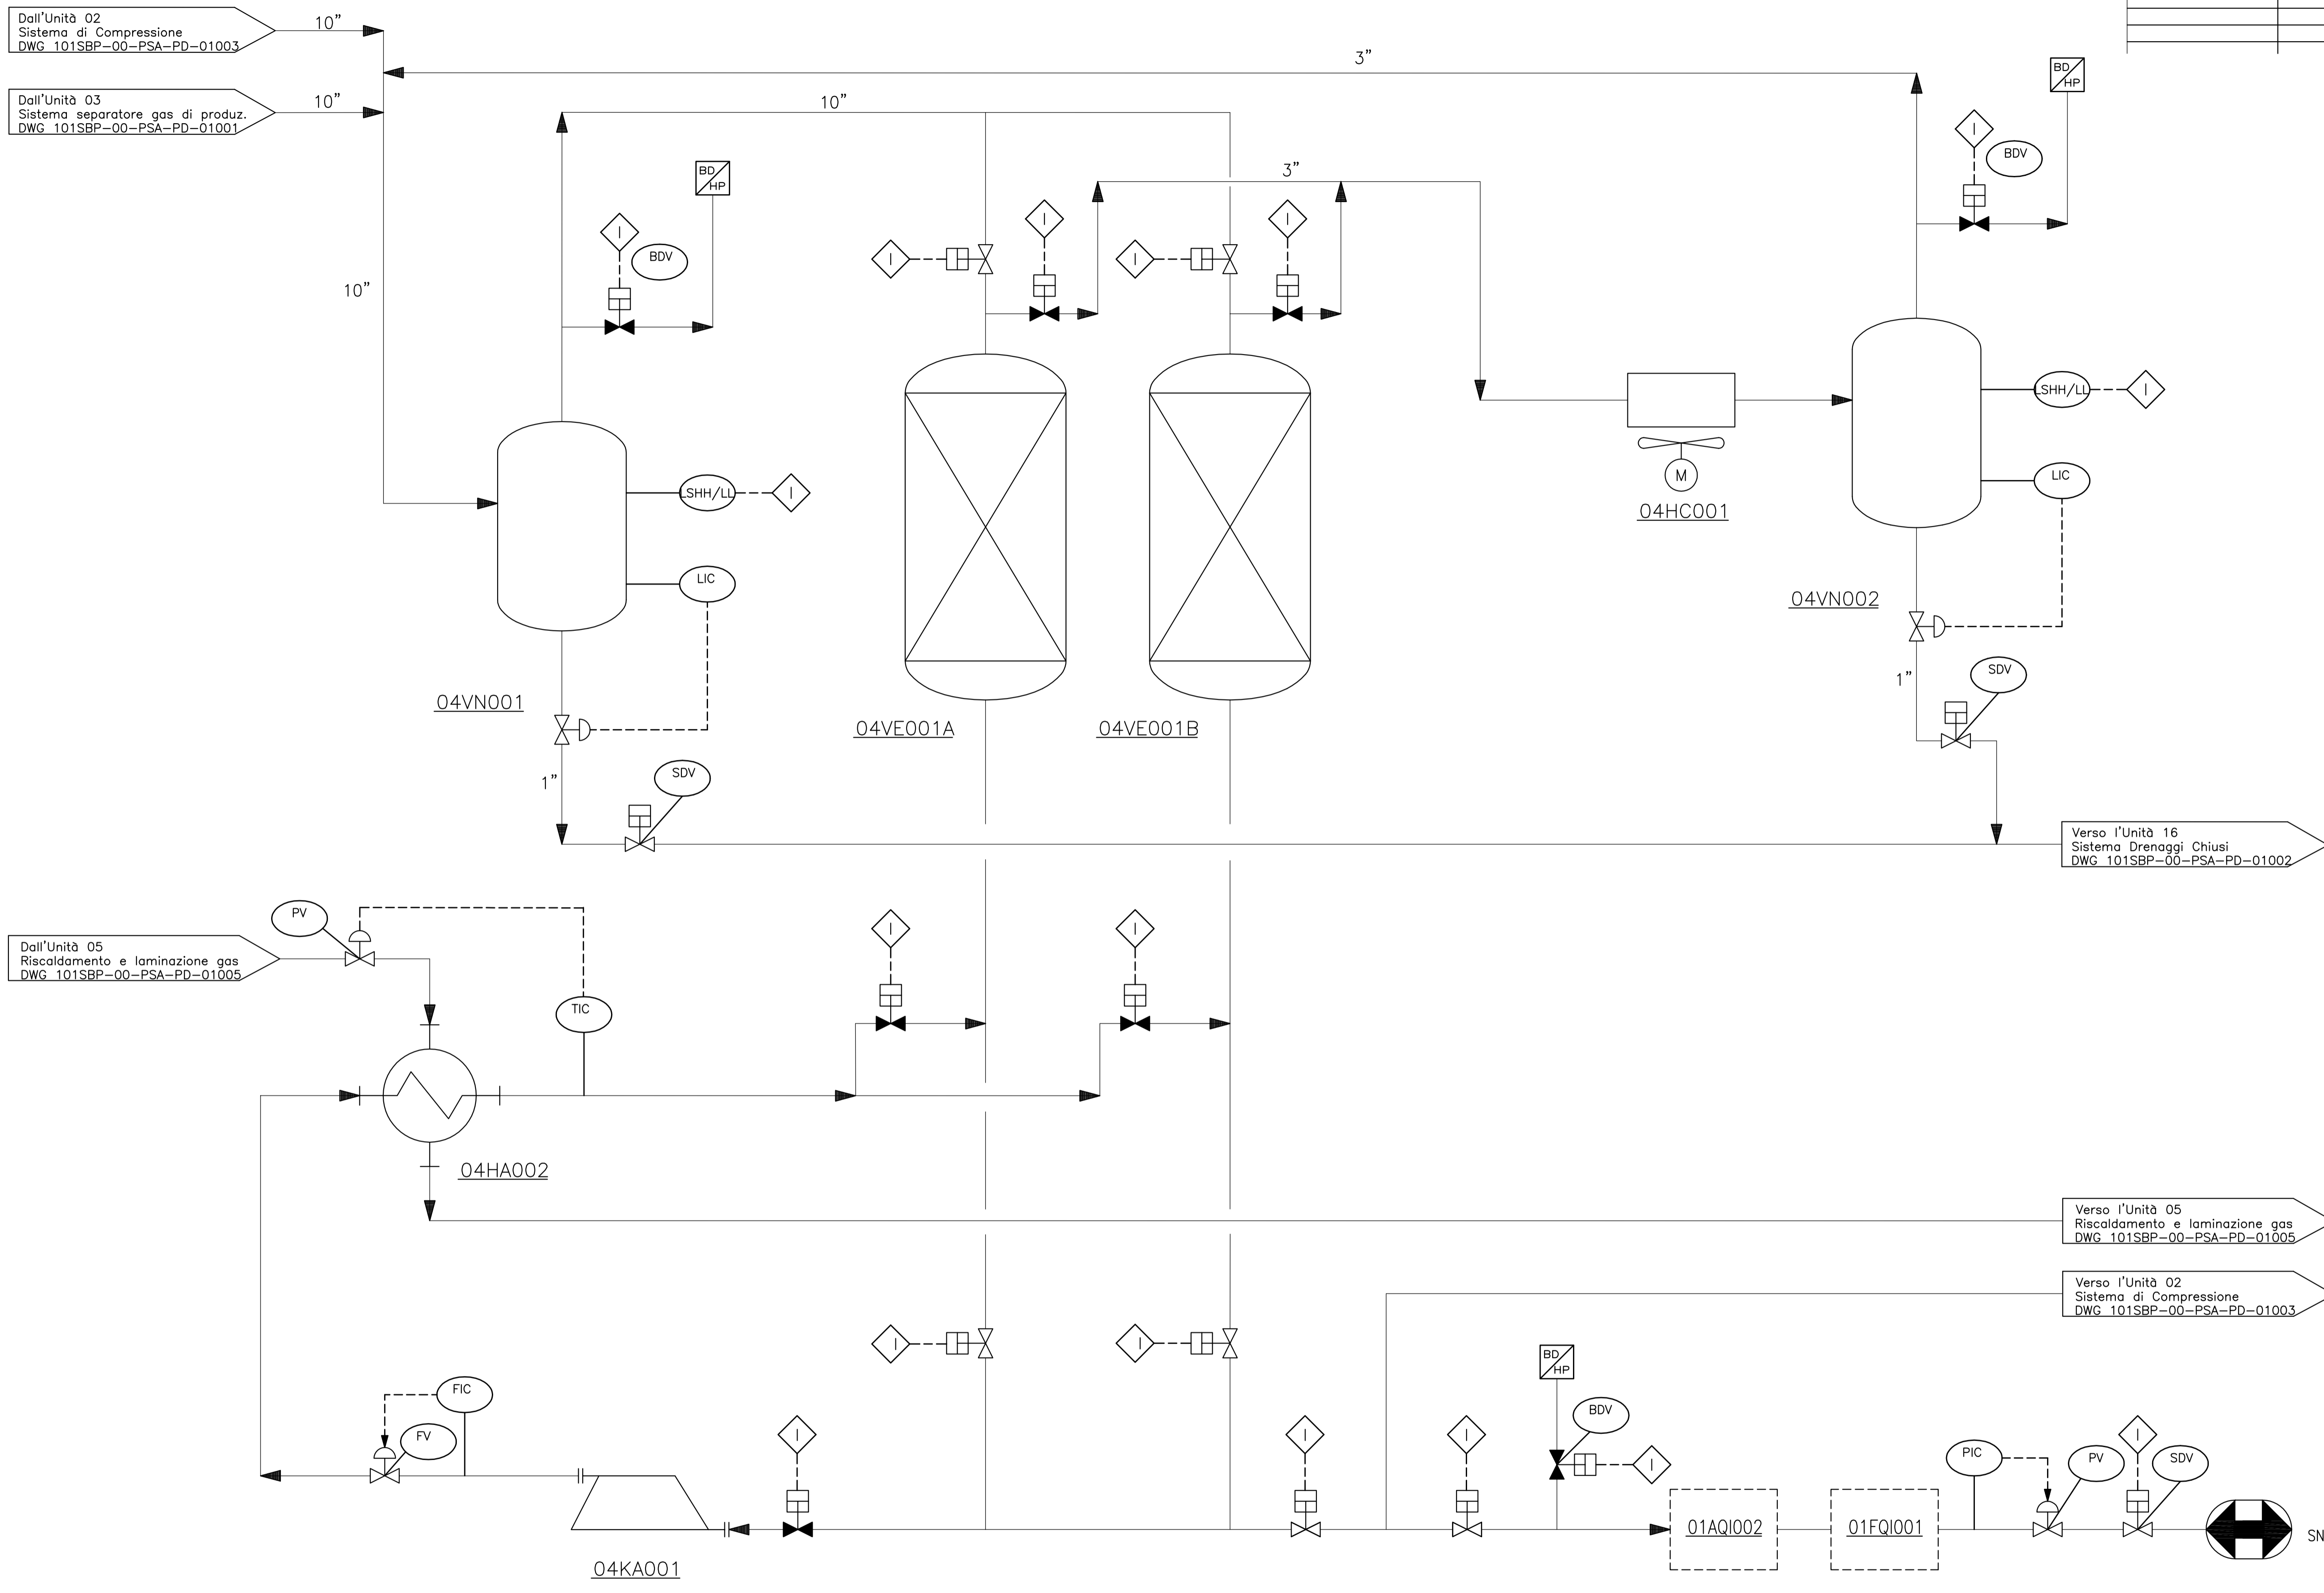 Dall'Unità 02
Sistema di Compressione
DWG 101SBP-00-PSA-PD-01003
10"
3"
BD
HP
Dall'Unità 03
Sistema separatore gas di produz.
DWG 101SBP-00-PSA-PD-01001
10"
10"
I
BDV
BD
HP
3"
I
BDV
I
I
I
I
I
10"
LSHH/LL
I
LSHH/LL
I
LIC
M
04HC001
LIC
04VN002
04VN001
04VE001A
04VE001B
SDV
1"
SDV
1"
Verso l'Unità 16
Sistema Drenaggi Chiusi
DWG 101SBP-00-PSA-PD-01002
PV
I
I
Dall'Unità 05
Riscaldamento e laminazione gas
DWG 101SBP-00-PSA-PD-01005
TIC
04HA002
Verso l'Unità 05
Riscaldamento e laminazione gas
DWG 101SBP-00-PSA-PD-01005
Verso l'Unità 02
Sistema di Compressione
DWG 101SBP-00-PSA-PD-01003
I
I
BD
HP
FIC
FV
I
I
I
BDV
I
PIC
PV
I
SDV
01AQI002
01FQI001
SN
04KA001